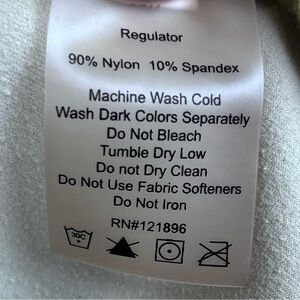 Regulator
90% Nylon 10% Spandex
Machine Wash Cold
Wash Dark Colors Separately
Do Not Bleach
Tumble Dry Low
Do not Dry Clean
Do Not Use Fabric Softeners
Do Not Iron
RN#121896
30C